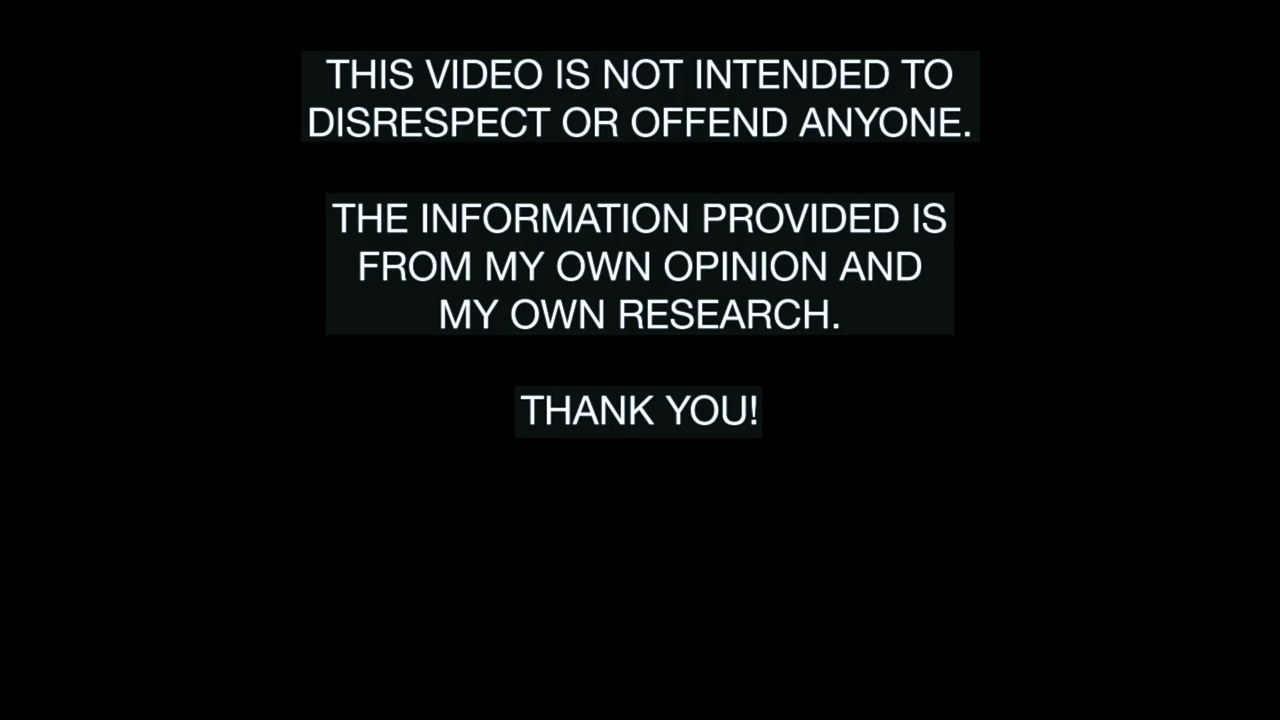 THIS VIDEO IS NOT INTENDED TO
DISRESPECT OR OFFEND ANYONE.
THE INFORMATION PROVIDED IS
FROM MY OWN OPINION AND
MY OWN RESEARCH.
THANK YOU!